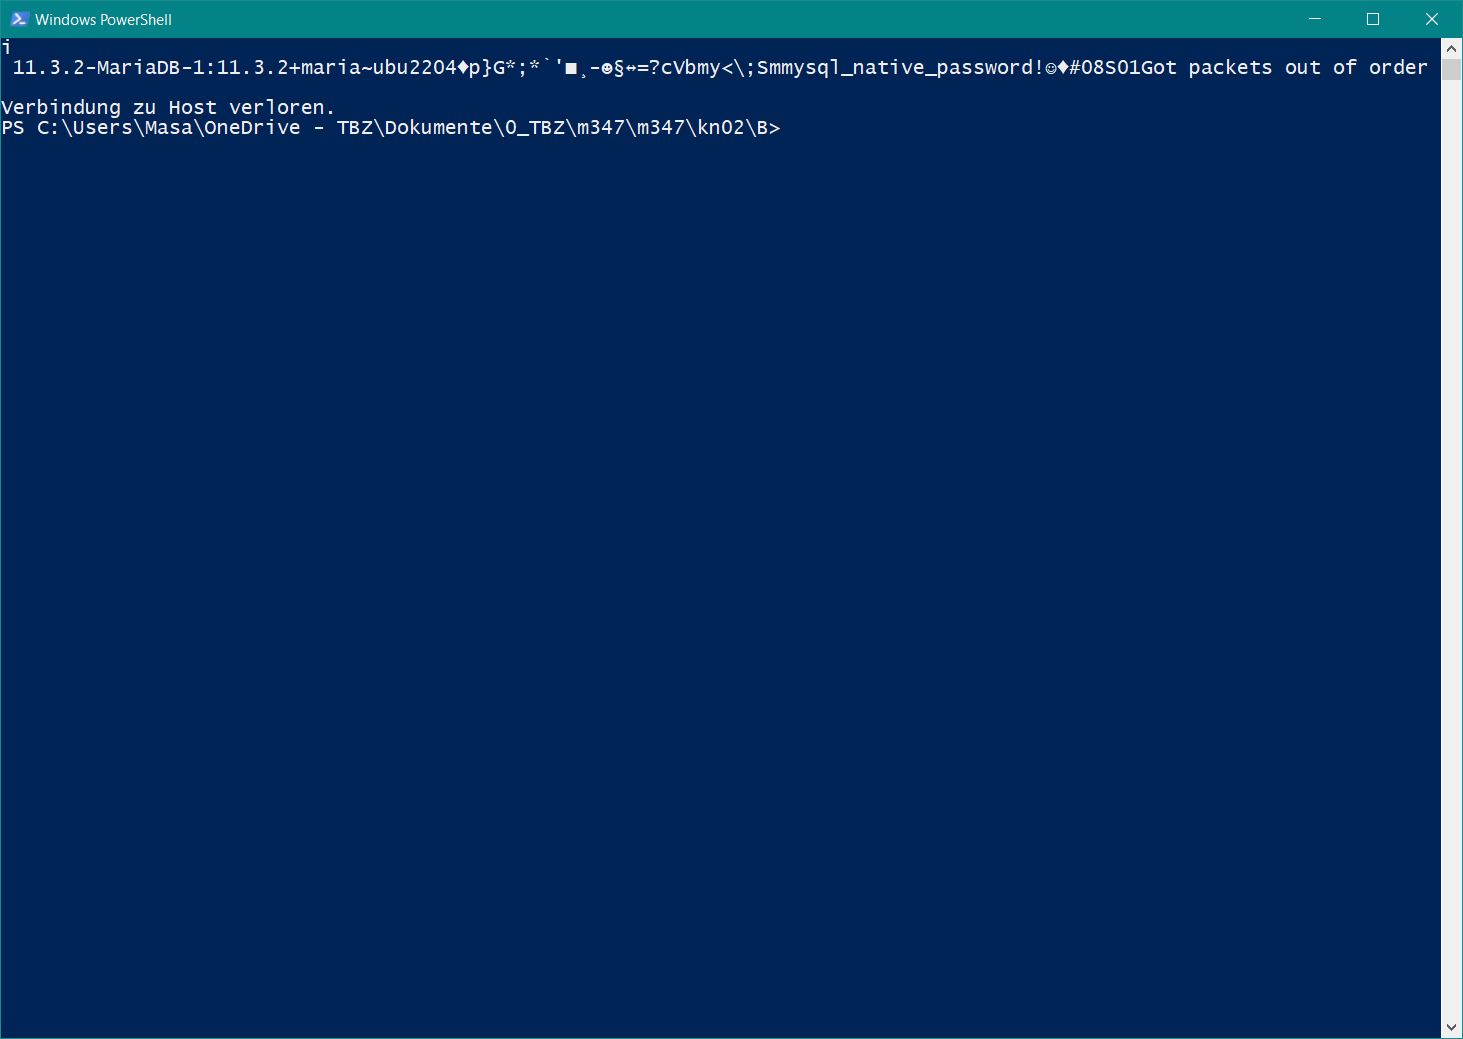 Windows PowerShell
i
11.3.2-MariaDB-1:11.3.2+maria~ubu2204♦p}G*;*`'■¸-☻§↔=?cVbmy<\;Smmysql_native_password!☺♦#08S01Got packets out of order
Verbindung zu Host verloren.
PS C:\Users\Masa\OneDrive - TBZ\Dokumente\0_TBZ\m347\m347\kn02\B>